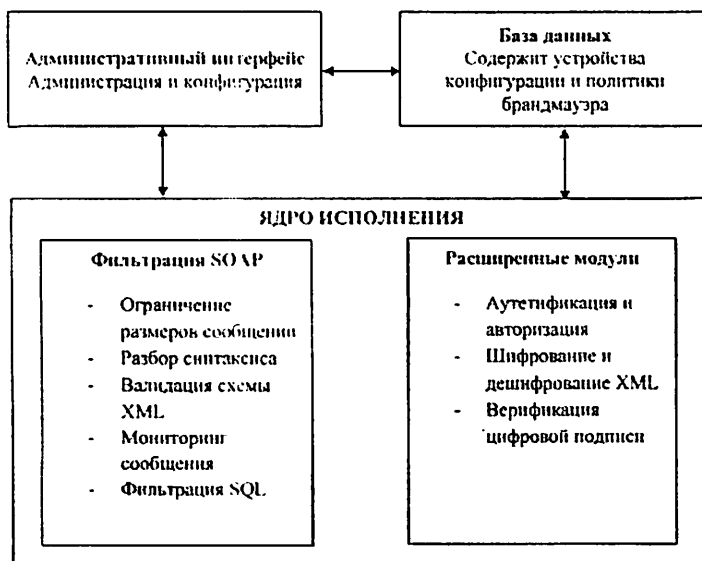 Административный интерфейс
Администрация и конфигурация
База данных
Содержит устройства
конфигурации и политики
брандмауэра
ЯДРО ИСПОЛНЕНИЯ
Фильтрация SOAP
- Ограничение
размеров сообщении
- Разбор синтаксиса
- Валидация схемы
XML
- Мониторинг
сообщения
- Фильтрация SQL
Расширенные модули
- Аутетификация и
авторизация
- Шифрование и
дешифрование XML
- Верификация
цифровой подписи